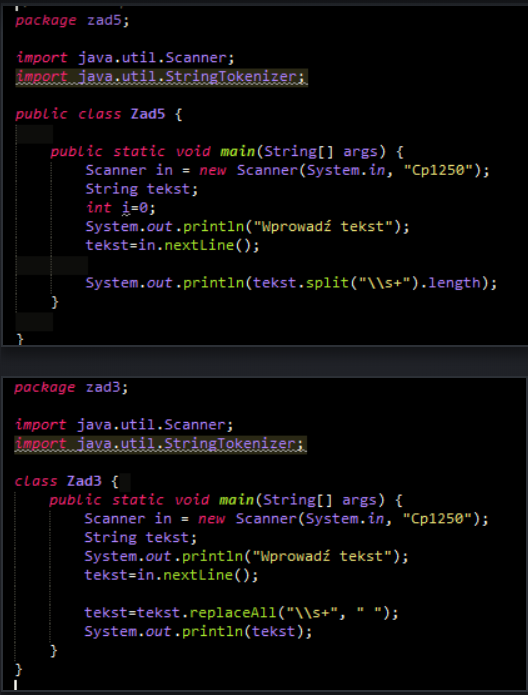 package zad5;
import java.util.Scanner;
import java.util.StringTokenizer;
public class Zad5 {
public static void main(String[] args) {
Scanner in = new Scanner(System.in, "Cp1250");
String tekst;
int i=0;
System.out.println("Wprowadź tekst");
tekst=in.nextLine();
System.out.println(tekst.split("\\s+").length);
}
}
package zad3;
import java.util.Scanner;
import java.util.StringTokenizer;
class Zad3 {
public static void main(String[] args) {
Scanner in = new Scanner(System.in, "Cp1250");
String tekst;
System.out.println("Wprowadź tekst");
tekst=in.nextLine();
tekst=tekst.replaceAll("\\s+", " ");
System.out.println(tekst);
}
}